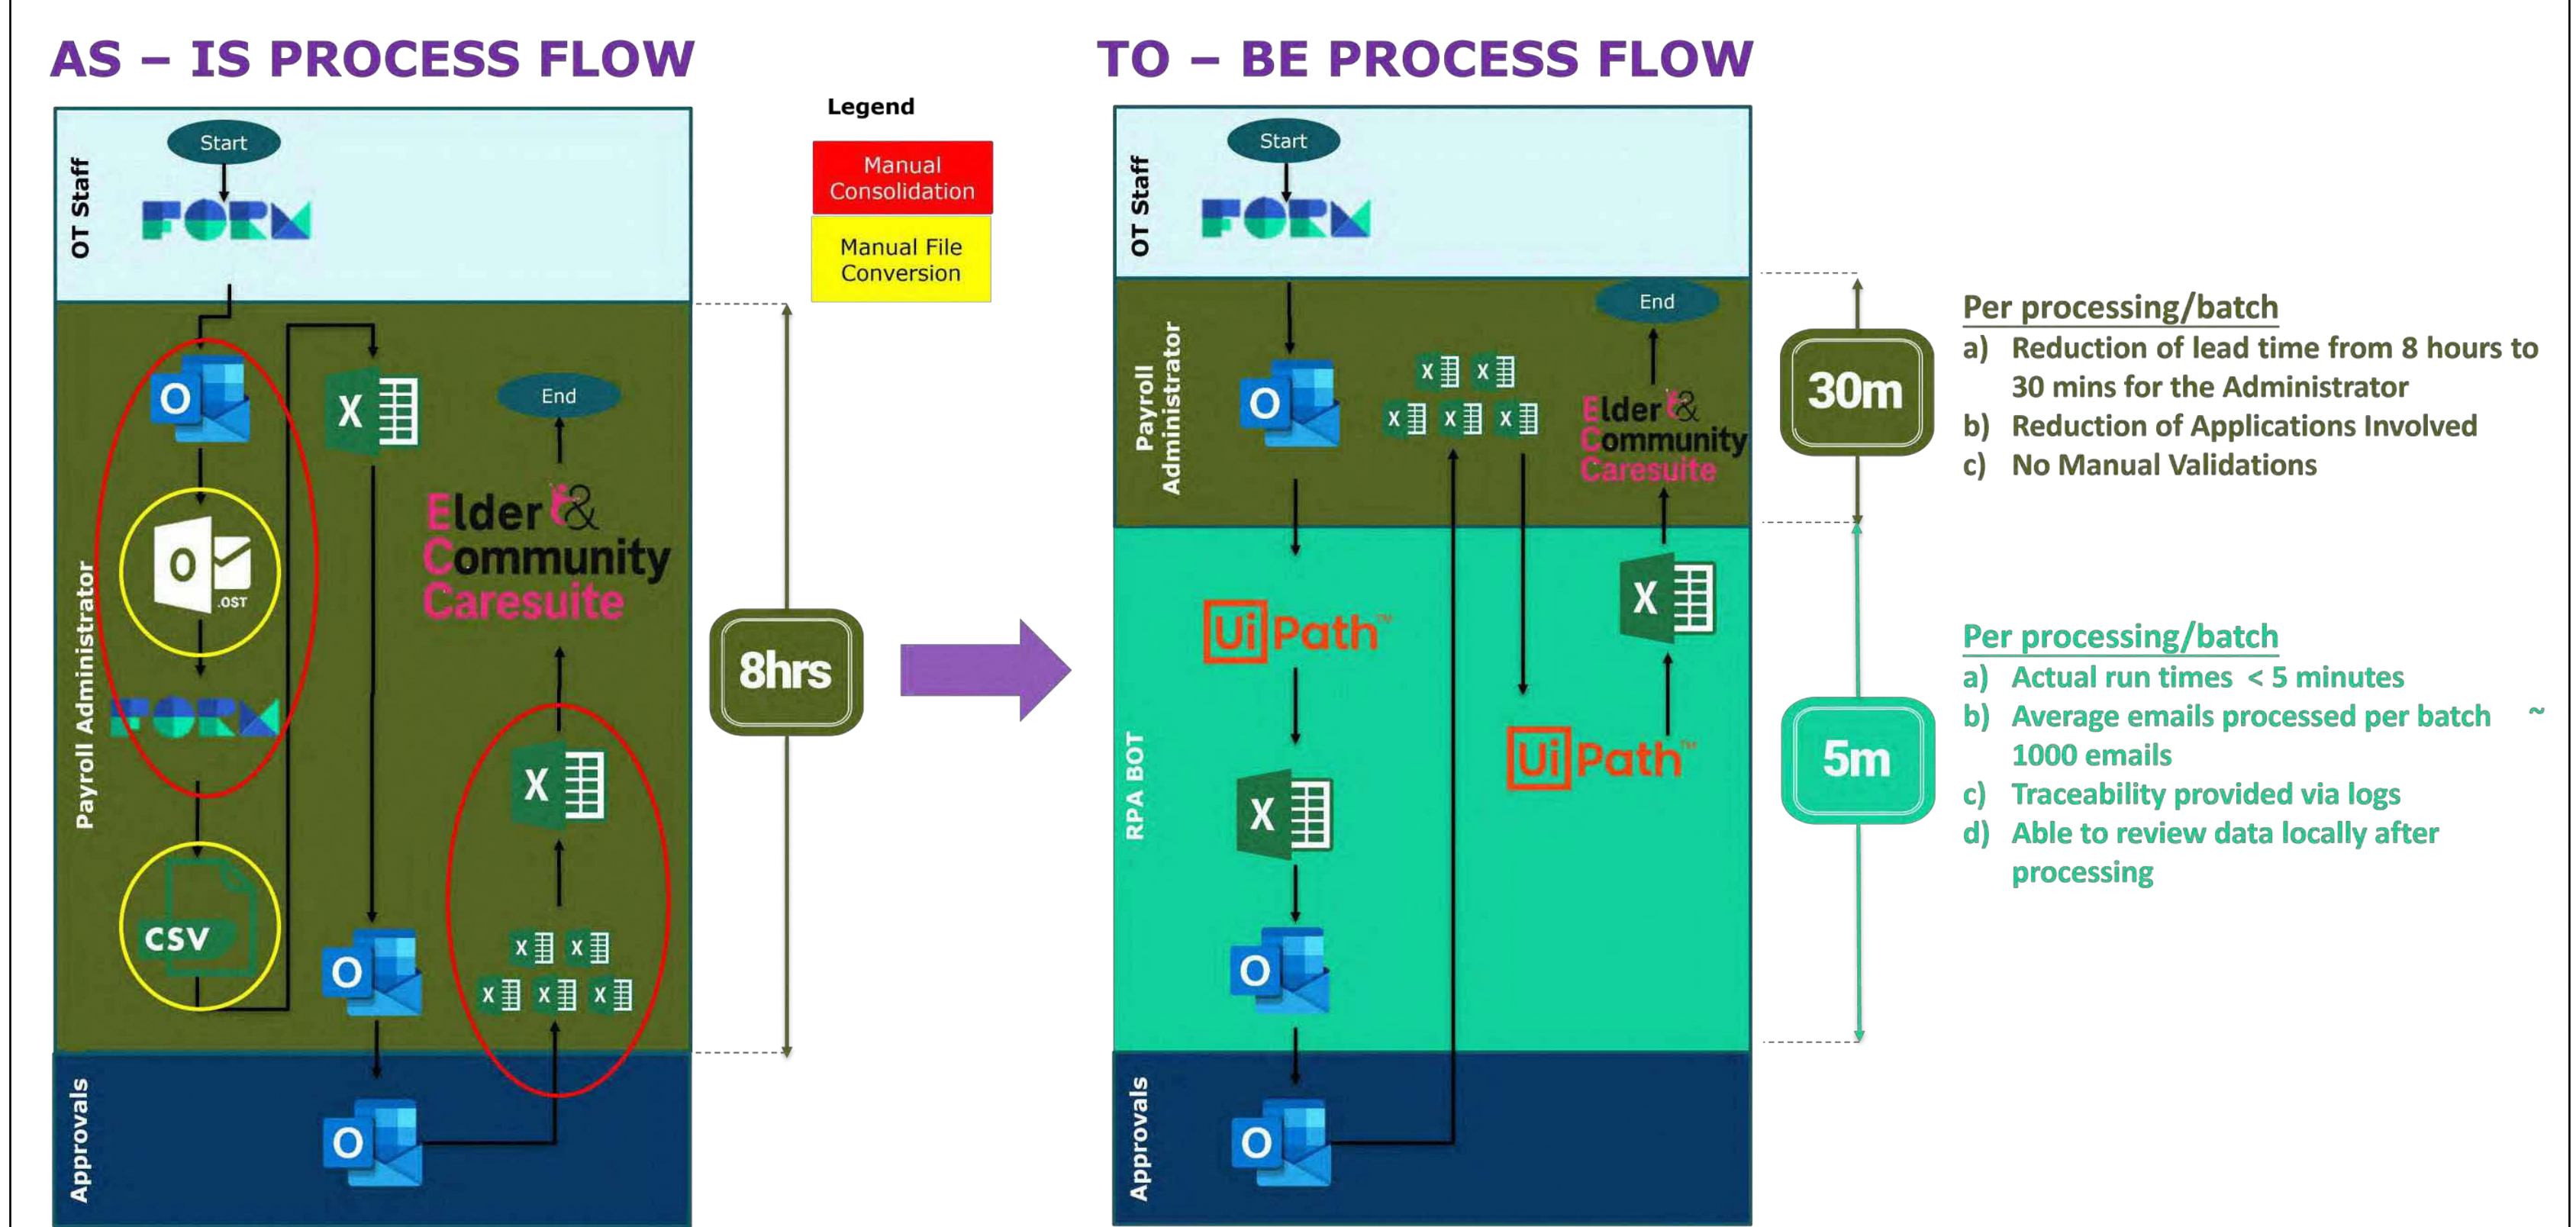 AS – IS PROCESS FLOW
OT Staff
Start
FORM
Payroll Administrator
O
O
.OST
FORM
CSV
X
O
End
Elder &
Community
Caresuite
X
X X
X X X
Approvals
O
Legend
Manual
Consolidation
Manual File
Conversion
8hrs
TO – BE PROCESS FLOW
OT Staff
Start
FORM
Payroll
Administrator
O
X X
X X X
End
Elder &
Community
Caresuite
RPA BOT
UiPath™
X
O
UiPath™
X
Approvals
O
30m
Per processing/batch
a) Reduction of lead time from 8 hours to
30 mins for the Administrator
b) Reduction of Applications Involved
c) No Manual Validations
5m
Per processing/batch
a) Actual run times < 5 minutes
b) Average emails processed per batch ~
1000 emails
c) Traceability provided via logs
d) Able to review data locally after
processing